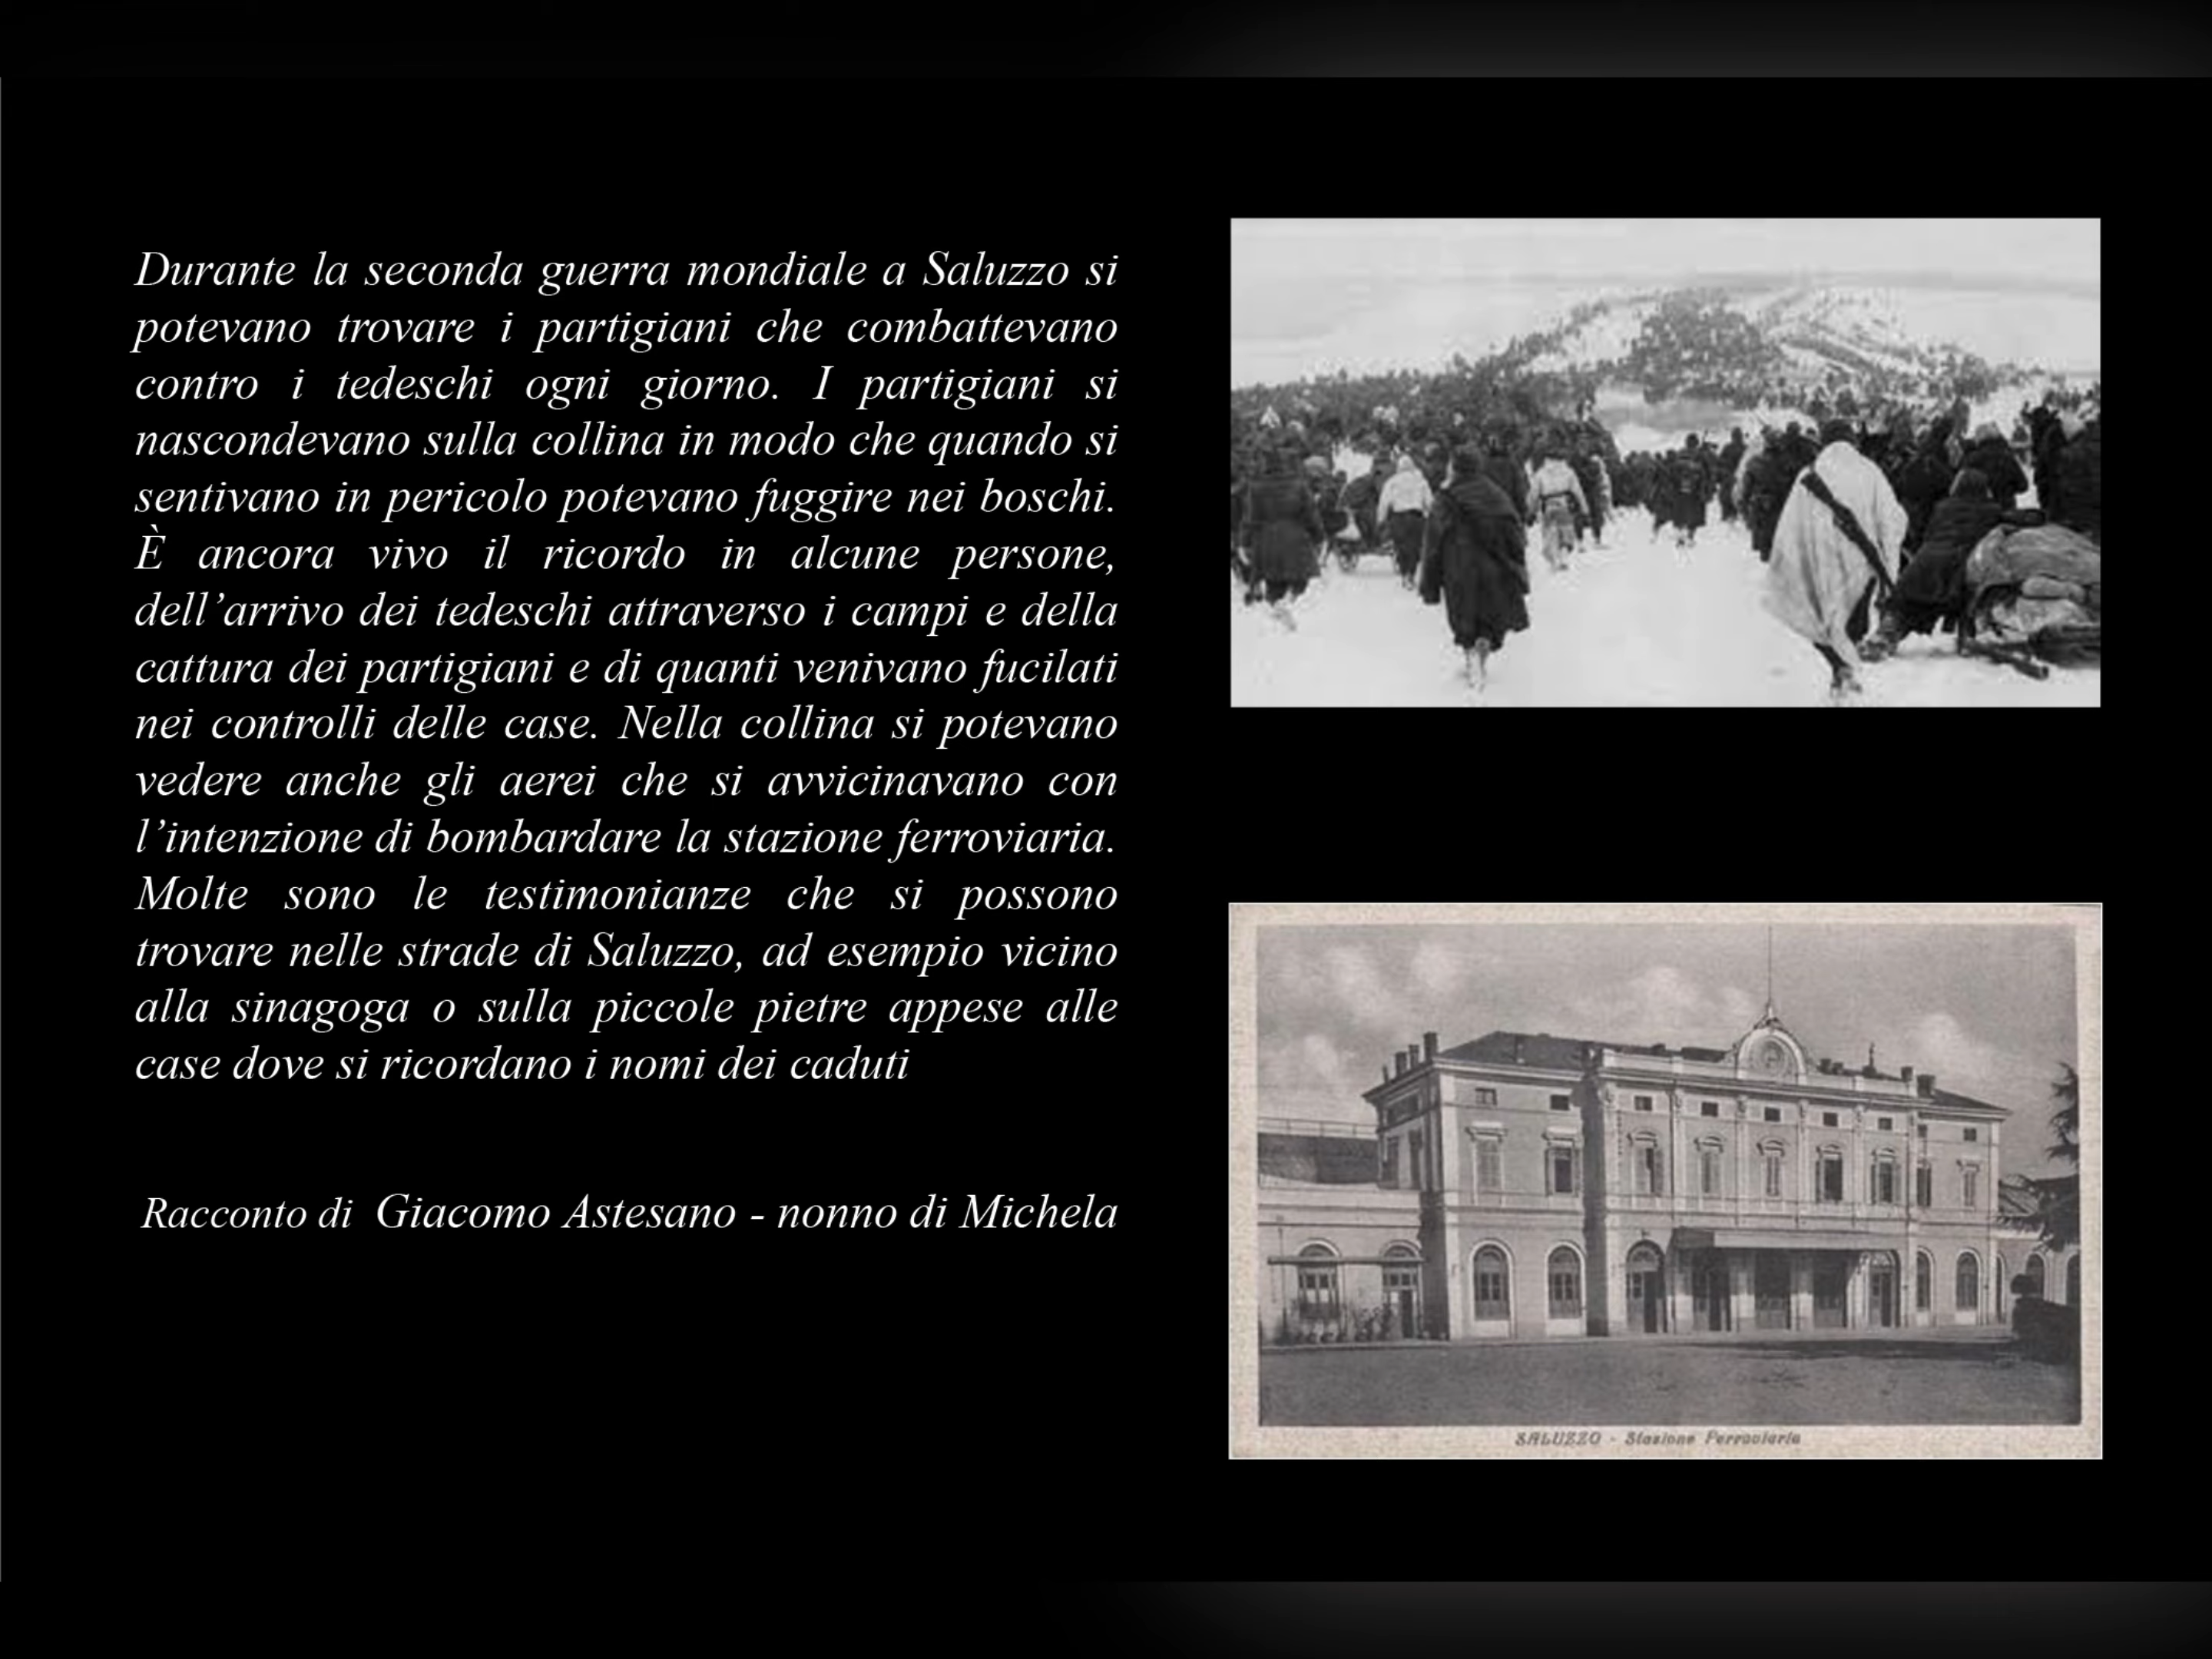 Durante la seconda guerra mondiale a Saluzzo si
potevano trovare i partigiani che combattevano
contro i tedeschi ogni giorno. I partigiani si
nascondevano sulla collina in modo che quando si
sentivano in pericolo potevano fuggire nei boschi.
È ancora vivo il ricordo in alcune persone,
dell’arrivo dei tedeschi attraverso i campi e della
cattura dei partigiani e di quanti venivano fucilati
nei controlli delle case. Nella collina si potevano
vedere anche gli aerei che si avvicinavano con
l’intenzione di bombardare la stazione ferroviaria.
Molte sono le testimonianze che si possono
trovare nelle strade di Saluzzo, ad esempio vicino
alla sinagoga o sulla piccole pietre appese alle
case dove si ricordano i nomi dei caduti
Racconto di Giacomo Astesano - nonno di Michela
SALUZZO - Stazione Ferroviaria